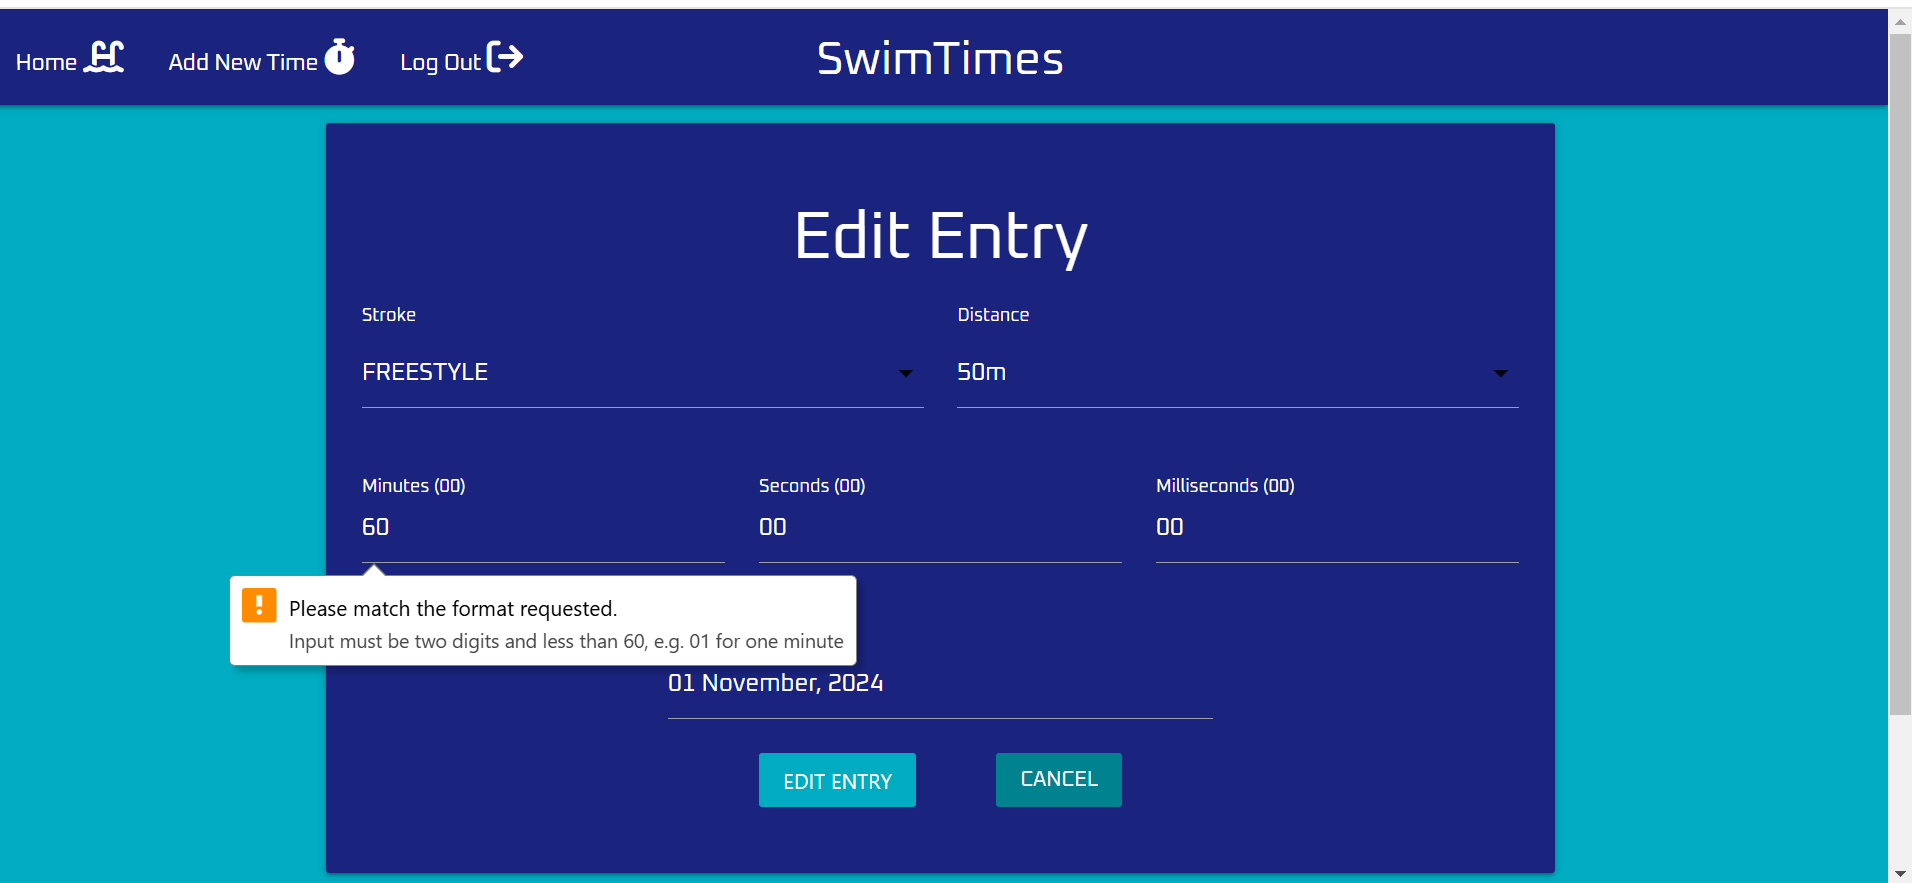 Home Add New Time Log Out SwimTimes
Edit Entry
Stroke Distance
FREESTYLE 50m
Minutes (00) Seconds (00) Milliseconds (00)
60 00 00
Please match the format requested.
Input must be two digits and less than 60, e.g. 01 for one minute
01 November, 2024
EDIT ENTRY CANCEL